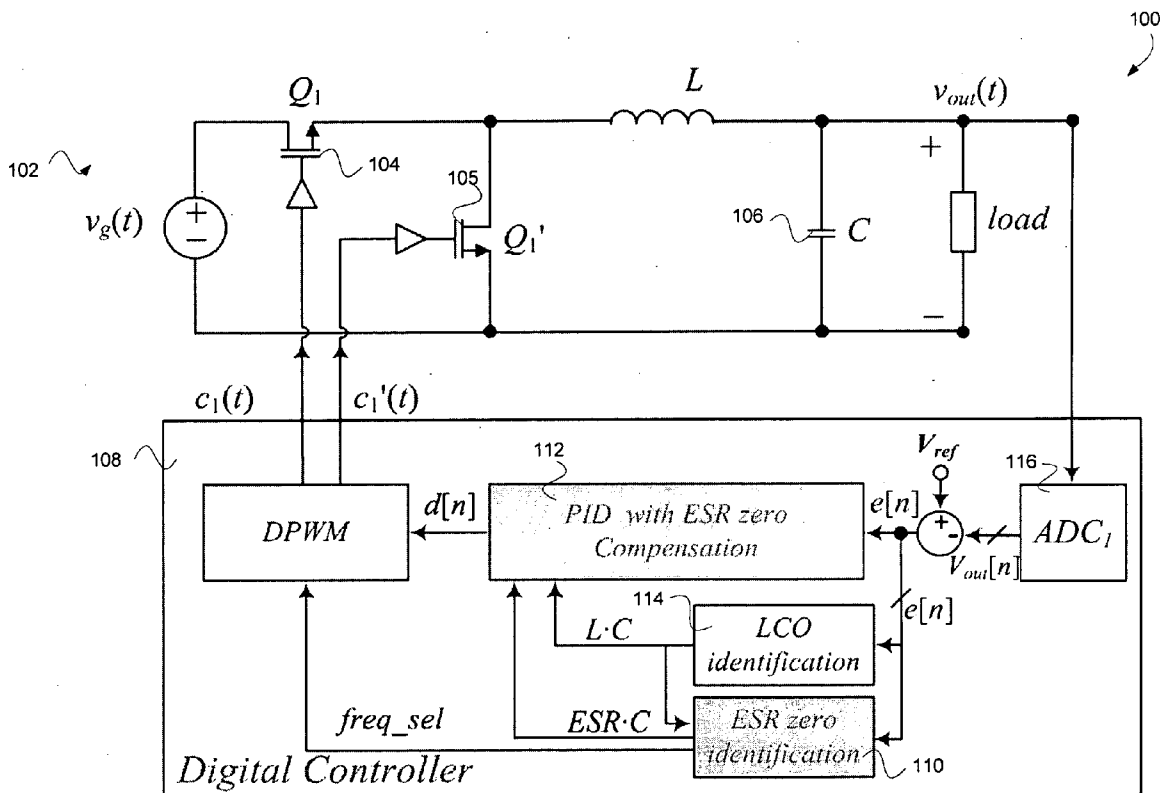 100
Q1
L
vout(t)
102
104
+
105
vg(t)
+
−
Q1'
106
C
load
−
c1(t)
c1'(t)
108
112
Vref
116
DPWM
d[n]
PID with ESR zero
Compensation
e[n]
+
-
Vout[n]
ADC1
e[n]
114
L·C
LCO
identification
freq_sel
ESR·C
ESR zero
identification
110
Digital Controller